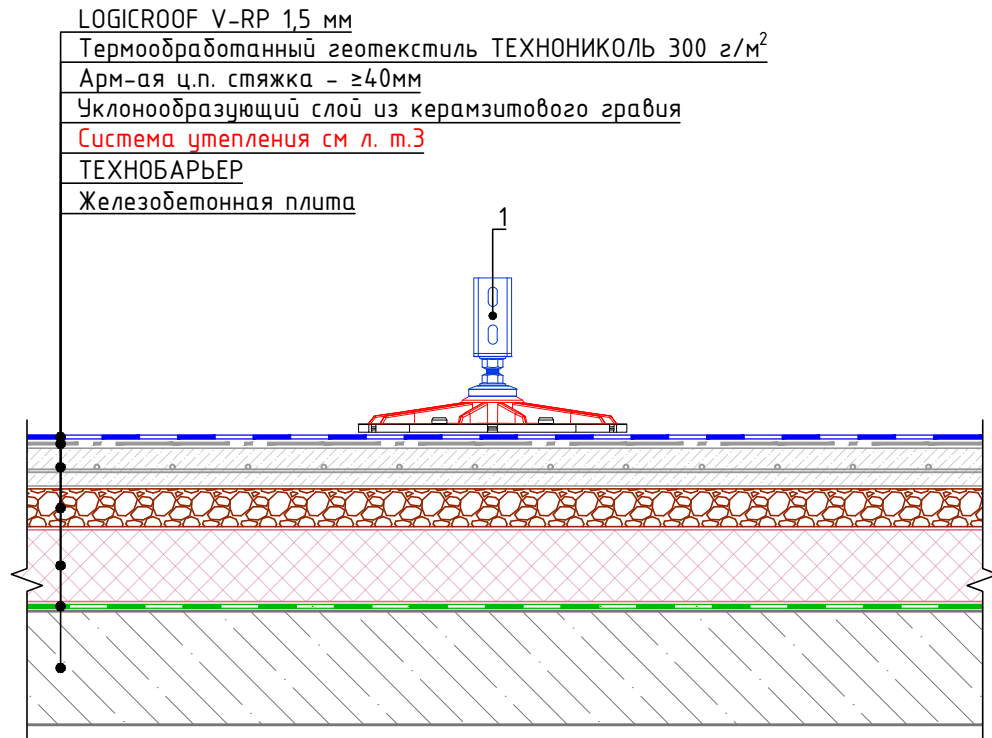 LOGICROOF V-RP 1,5 мм
Термообработанный геотекстиль ТЕХНОНИКОЛЬ 300 г/м²
Арм-ая ц.п. стяжка - ≥40мм
Уклонообразующий слой из керамзитового гравия
Система утепления см л. т.3
ТЕХНОБАРЬЕР
Железобетонная плита
1